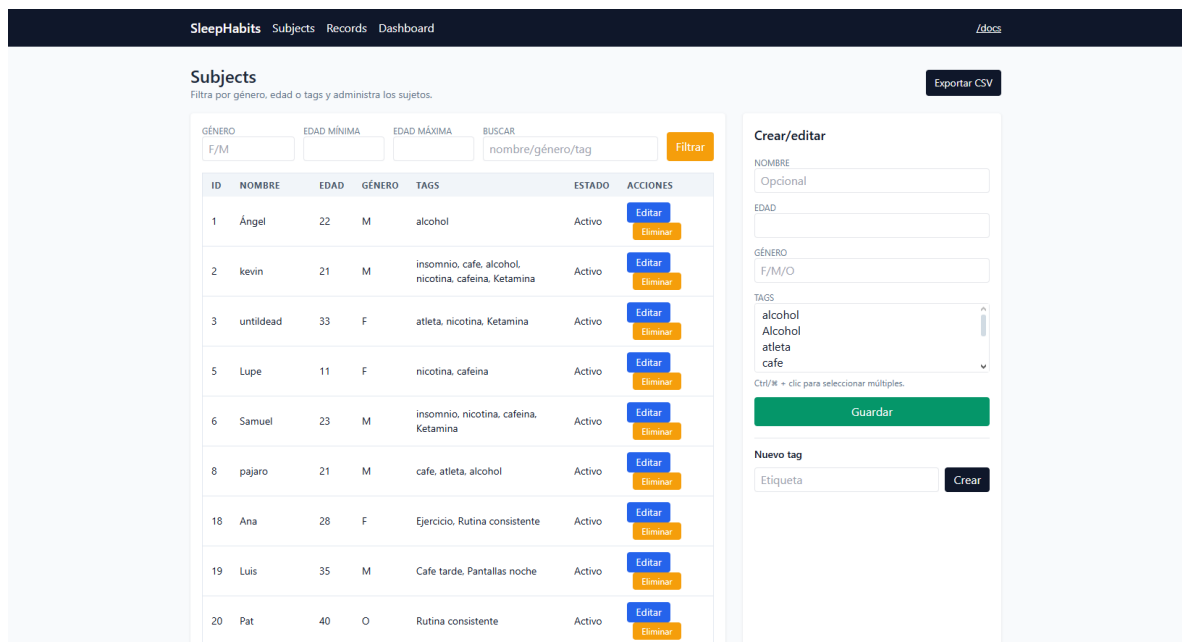 SleepHabits Subjects Records Dashboard /docs
Subjects
Filtra por género, edad o tags y administra los sujetos.
Exportar CSV
GÉNERO EDAD MÍNIMA EDAD MÁXIMA BUSCAR
F/M nombre/género/tag Filtrar
ID NOMBRE EDAD GÉNERO TAGS ESTADO ACCIONES
1 Ángel 22 M alcohol Activo Editar
Eliminar
2 kevin 21 M insomnio, cafe, alcohol,
nicotina, cafeina, Ketamina Activo Editar
Eliminar
3 untildead 33 F atleta, nicotina, Ketamina Activo Editar
Eliminar
5 Lupe 11 F nicotina, cafeina Activo Editar
Eliminar
6 Samuel 23 M insomnio, nicotina, cafeina,
Ketamina Activo Editar
Eliminar
8 pajaro 21 M cafe, atleta, alcohol Activo Editar
Eliminar
18 Ana 28 F Ejercicio, Rutina consistente Activo Editar
Eliminar
19 Luis 35 M Cafe tarde, Pantallas noche Activo Editar
Eliminar
20 Pat 40 O Rutina consistente Activo Editar
Eliminar
Crear/editar
NOMBRE
Opcional
EDAD
GÉNERO
F/M/O
TAGS
alcohol
Alcohol
atleta
cafe
Ctrl/⌘ + clic para seleccionar múltiples.
Guardar
Nuevo tag
Etiqueta Crear